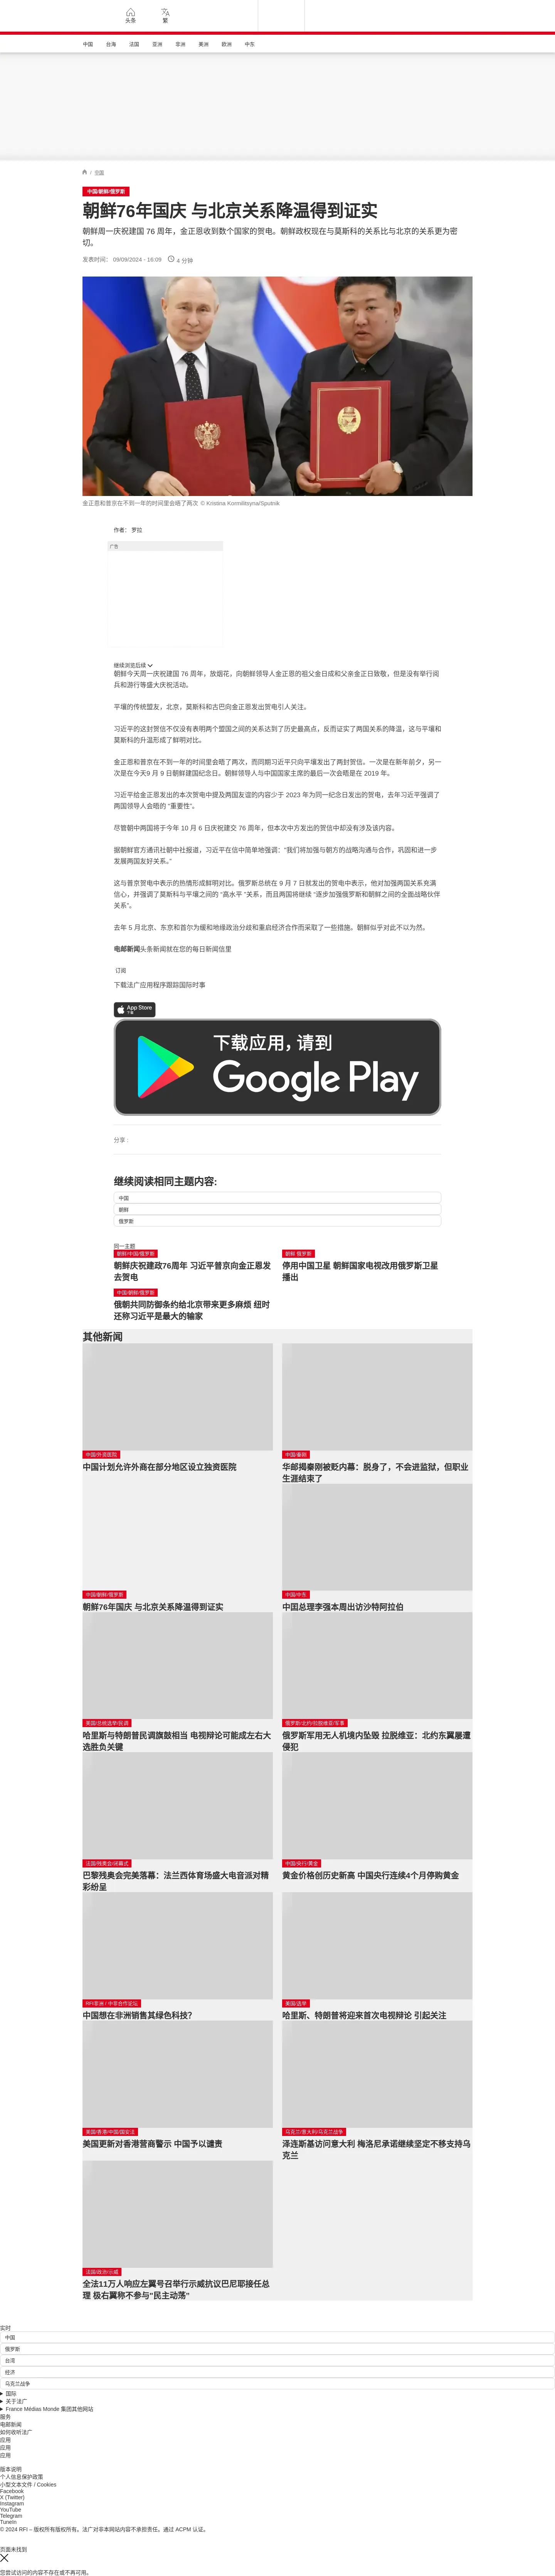 头条
繁
中国
台海
法国
亚洲
非洲
美洲
欧洲
中东
/ 中国
中国/朝鲜/俄罗斯
朝鲜76年国庆 与北京关系降温得到证实
朝鲜周一庆祝建国 76 周年，金正恩收到数个国家的贺电。朝鲜政权现在与莫斯科的关系比与北京的关系更为密
切。
发表时间： 09/09/2024 - 16:09
4 分钟
金正恩和普京在不到一年的时间里会晤了两次 © Kristina Kormilitsyna/Sputnik
作者： 罗拉
广告
继续浏览后续
朝鲜今天周一庆祝建国 76 周年，放烟花，向朝鲜领导人金正恩的祖父金日成和父亲金正日致敬，但是没有举行阅
兵和游行等盛大庆祝活动。
平壤的传统盟友，北京，莫斯科和古巴向金正恩发出贺电引人关注。
习近平的这封贺信不仅没有表明两个盟国之间的关系达到了历史最高点，反而证实了两国关系的降温，这与平壤和
莫斯科的升温形成了鲜明对比。
金正恩和普京在不到一年的时间里会晤了两次，而同期习近平只向平壤发出了两封贺信。一次是在新年前夕，另一
次是在今天9 月 9 日朝鲜建国纪念日。朝鲜领导人与中国国家主席的最后一次会晤是在 2019 年。
习近平给金正恩发出的本次贺电中提及两国友谊的内容少于 2023 年为同一纪念日发出的贺电，去年习近平强调了
两国领导人会晤的 “重要性”。
尽管朝中两国将于今年 10 月 6 日庆祝建交 76 周年，但本次中方发出的贺信中却没有涉及该内容。
据朝鲜官方通讯社朝中社报道，习近平在信中简单地强调：“我们将加强与朝方的战略沟通与合作，巩固和进一步
发展两国友好关系。”
这与普京贺电中表示的热情形成鲜明对比。俄罗斯总统在 9 月 7 日就发出的贺电中表示，他对加强两国关系充满
信心，并强调了莫斯科与平壤之间的 “高水平 ”关系，而且两国将继续 “逐步加强俄罗斯和朝鲜之间的全面战略伙伴
关系”。
去年 5 月北京、东京和首尔为缓和地缘政治分歧和重启经济合作而采取了一些措施。朝鲜似乎对此不以为然。
电邮新闻头条新闻就在您的每日新闻信里
订阅
下载法广应用程序跟踪国际时事
App Store
下载
下载应用，请到
Google Play
分享 :
继续阅读相同主题内容:
中国
朝鲜
俄罗斯
同一主题
朝鲜/中国/俄罗斯
朝鲜庆祝建政76周年 习近平普京向金正恩发
去贺电
朝鲜 俄罗斯
停用中国卫星 朝鲜国家电视改用俄罗斯卫星
播出
中国/朝鲜/俄罗斯
俄朝共同防御条约给北京带来更多麻烦 纽时
还称习近平是最大的输家
其他新闻
中国/外资医院
中国计划允许外商在部分地区设立独资医院
中国/秦刚
华邮揭秦刚被贬内幕：脱身了，不会进监狱，但职业
生涯结束了
中国/朝鲜/俄罗斯
朝鲜76年国庆 与北京关系降温得到证实
中国/中东
中国总理李强本周出访沙特阿拉伯
美国/总统选举/民调
哈里斯与特朗普民调旗鼓相当 电视辩论可能成左右大
选胜负关键
俄罗斯/北约/拉脱维亚/军事
俄罗斯军用无人机境内坠毁 拉脱维亚：北约东翼屡遭
侵犯
法国/残奥会/闭幕式
巴黎残奥会完美落幕：法兰西体育场盛大电音派对精
彩纷呈
中国/央行/黄金
黄金价格创历史新高 中国央行连续4个月停购黄金
RFI非洲 / 中非合作论坛
中国想在非洲销售其绿色科技?
美国/选举
哈里斯、特朗普将迎来首次电视辩论 引起关注
美国/香港/中国/国安法
美国更新对香港营商警示 中国予以谴责
乌克兰/意大利/乌克兰战争
泽连斯基访问意大利 梅洛尼承诺继续坚定不移支持乌
克兰
法国/政治/示威
全法11万人响应左翼号召举行示威抗议巴尼耶接任总
理 极右翼称不参与“民主动荡”
实时
中国
俄罗斯
台湾
经济
乌克兰战争
国际
关于法广
France Médias Monde 集团其他网站
服务
电邮新闻
如何收听法广
应用
应用
应用
版本说明
个人信息保护政策
小型文本文件 / Cookies
Facebook
X (Twitter)
Instagram
YouTube
Telegram
TuneIn
© 2024 RFI – 版权所有版权所有。法广对非本网站内容不承担责任。通过 ACPM 认证。
页面未找到
您尝试访问的内容不存在或不再可用。